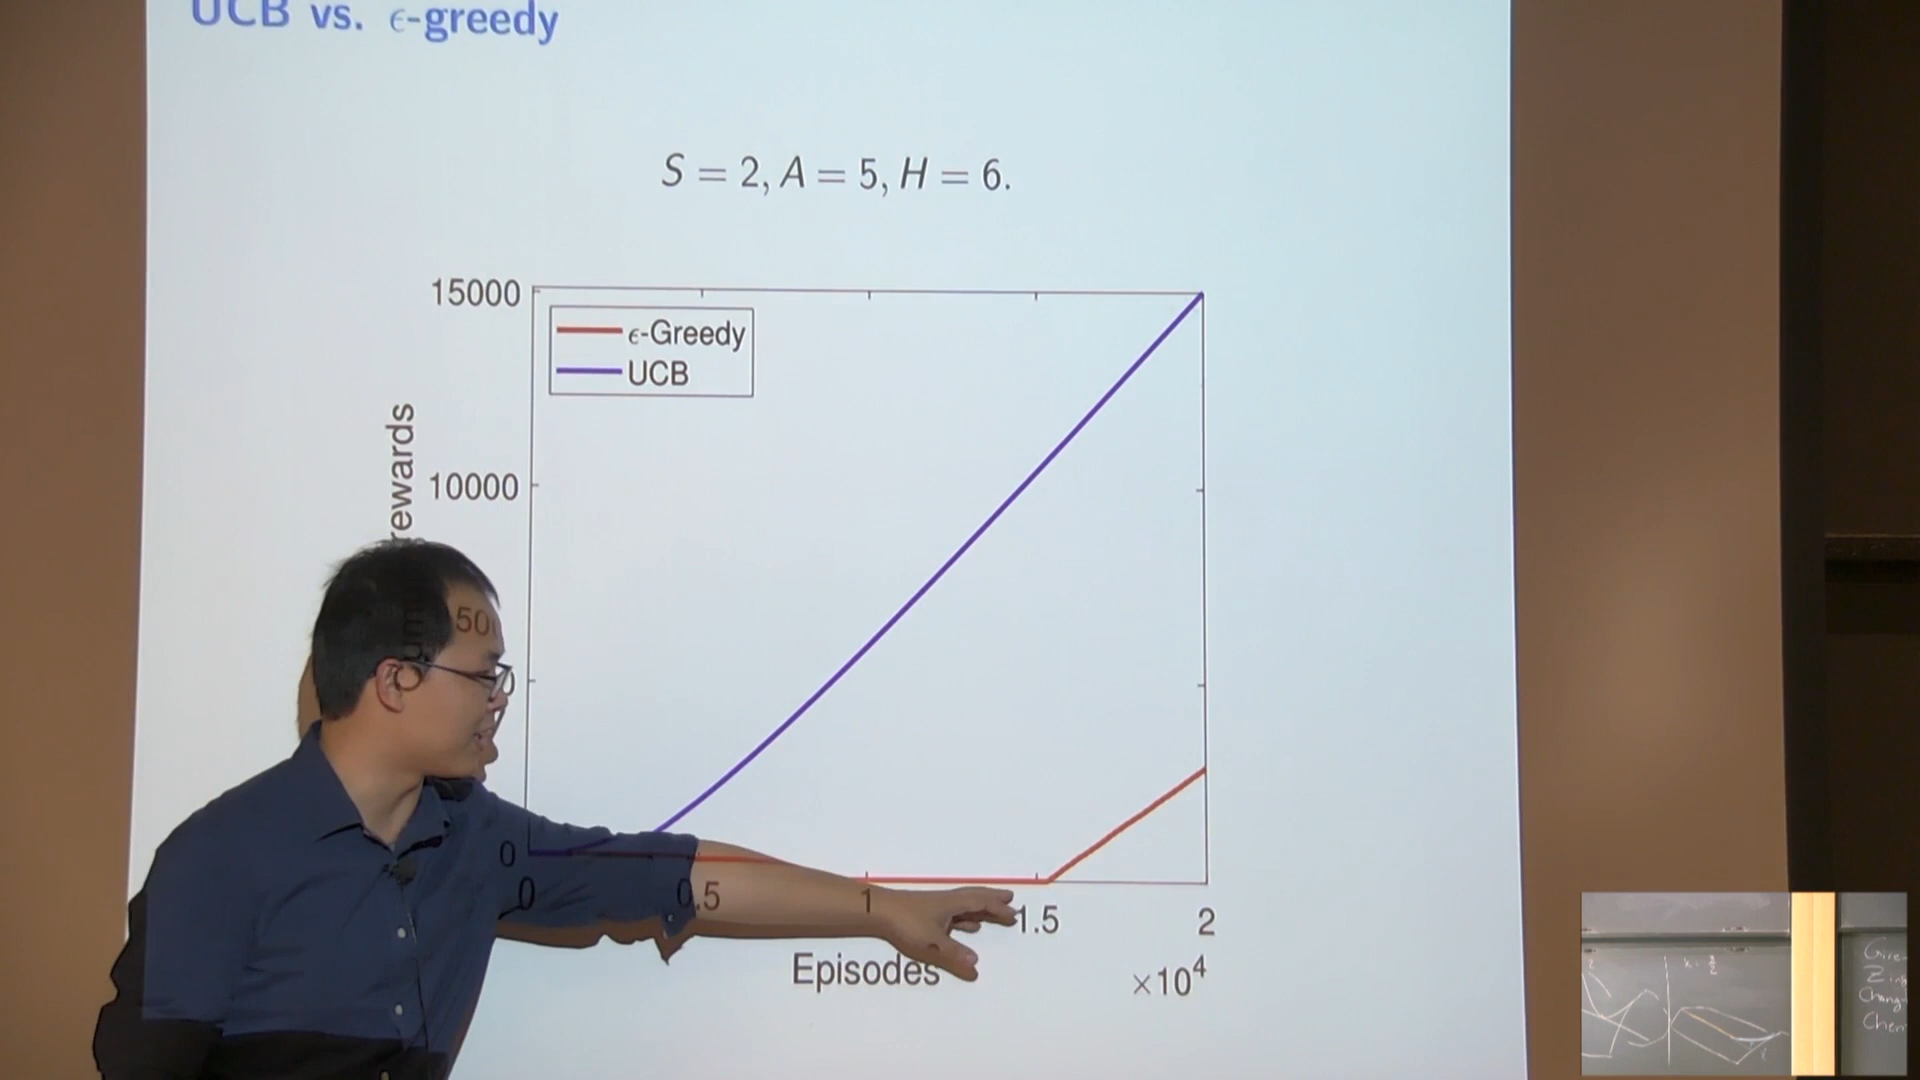 UCB vs. ϵ-greedy
S = 2, A = 5, H = 6.
15000
ϵ-Greedy
UCB
rewards
10000
0
0
0.5
1
1.5
2
Episodes
×10⁴